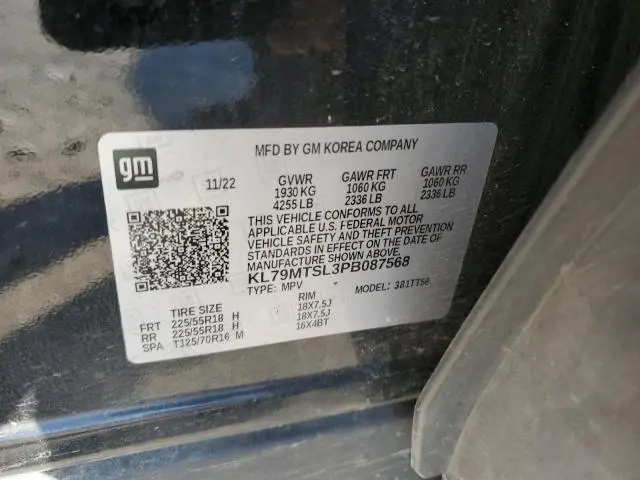 gm
MFD BY GM KOREA COMPANY
11/22 GVWR GAWR FRT GAWR RR
1930 KG 1060 KG 1060 KG
4255 LB 2336 LB 2336 LB
THIS VEHICLE CONFORMS TO ALL
APPLICABLE U.S. FEDERAL MOTOR
VEHICLE SAFETY AND THEFT PREVENTION
STANDARDS IN EFFECT ON THE DATE OF
MANUFACTURE SHOWN ABOVE.
KL79MTSL3PB087568
TYPE: MPV MODEL: 381TT56
TIRE SIZE RIM
FRT 225/55R18 H 18X7.5J
RR 225/55R18 H 18X7.5J
SPA T125/70R16 M 16X4BT